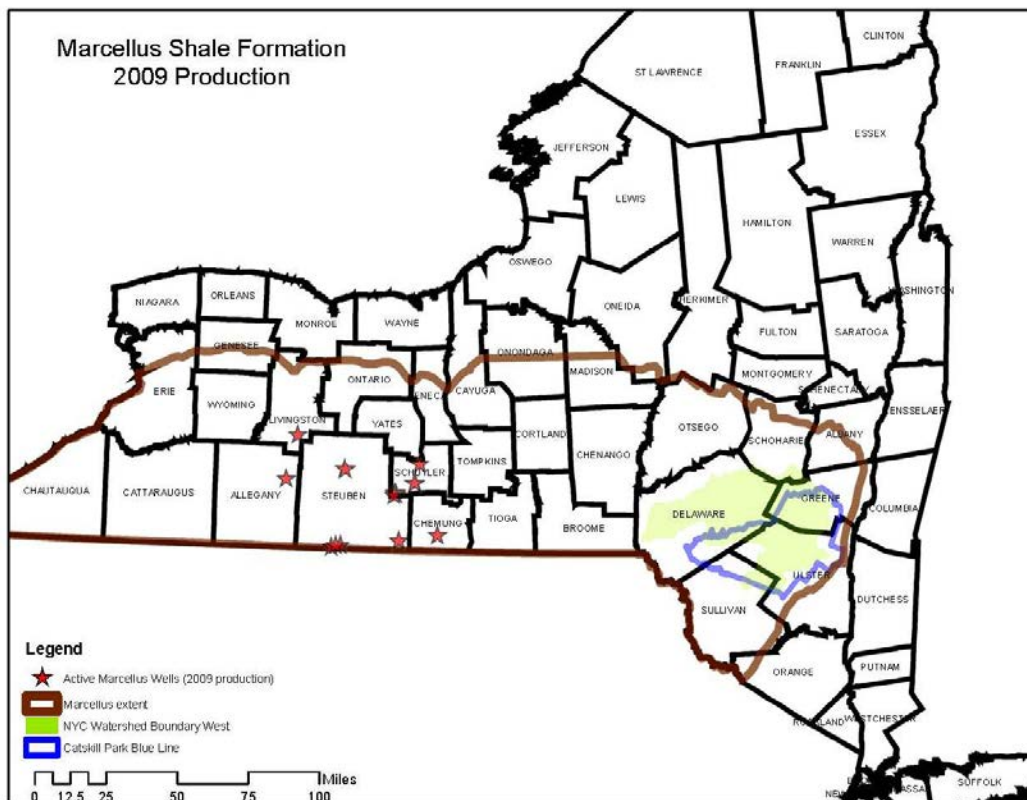 Marcellus Shale Formation
2009 Production
CLINTON
FRANKLIN
ST LAWRENCE
ESSEX
JEFFERSON
LEWIS
HAMILTON
WARREN
WASHINGTON
OSWEGO
ONEIDA
HERKIMER
NIAGARA
ORLEANS
MONROE
WAYNE
FULTON
SARATOGA
GENESEE
ONONDAGA
MADISON
MONTGOMERY
SCHENECTADY
ERIE
WYOMING
ONTARIO
CAYUGA
LIVINGSTON
YATES
CORTLAND
OTSEGO
SCHOHARIE
ALBANY
CHENANGO
CHAUTAUQUA
CATTARAUGUS
ALLEGANY
STEUBEN
SCHUYLER
TOMPKINS
CHEMUNG
TIOGA
BROOME
DELAWARE
GREENE
COLUMBIA
ULSTER
SULLIVAN
DUTCHESS
ORANGE
PUTNAM
WESTCHESTER
SUFFOLK
Legend
Active Marcellus Wells (2009 production)
Marcellus extent
NYC Watershed Boundary West
Catskill Park Blue Line
Miles
0 12.5 25 50 75 100